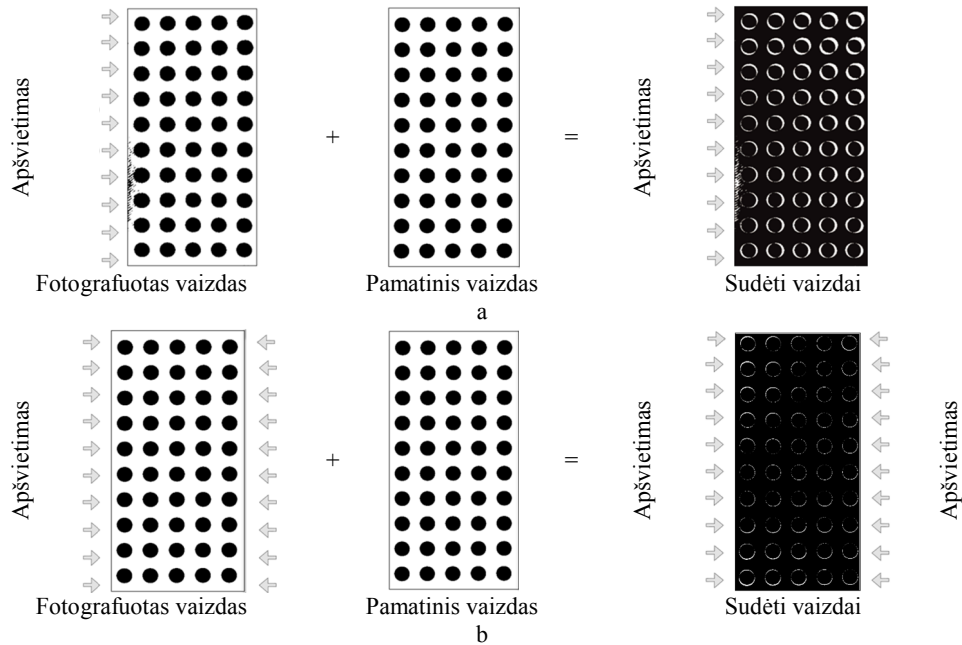 Apšvietimas
+
=
Apšvietimas
Fotografuotas vaizdas
Pamatinis vaizdas
Sudėti vaizdai
a
Apšvietimas
+
=
Apšvietimas
Apšvietimas
Fotografuotas vaizdas
Pamatinis vaizdas
Sudėti vaizdai
b